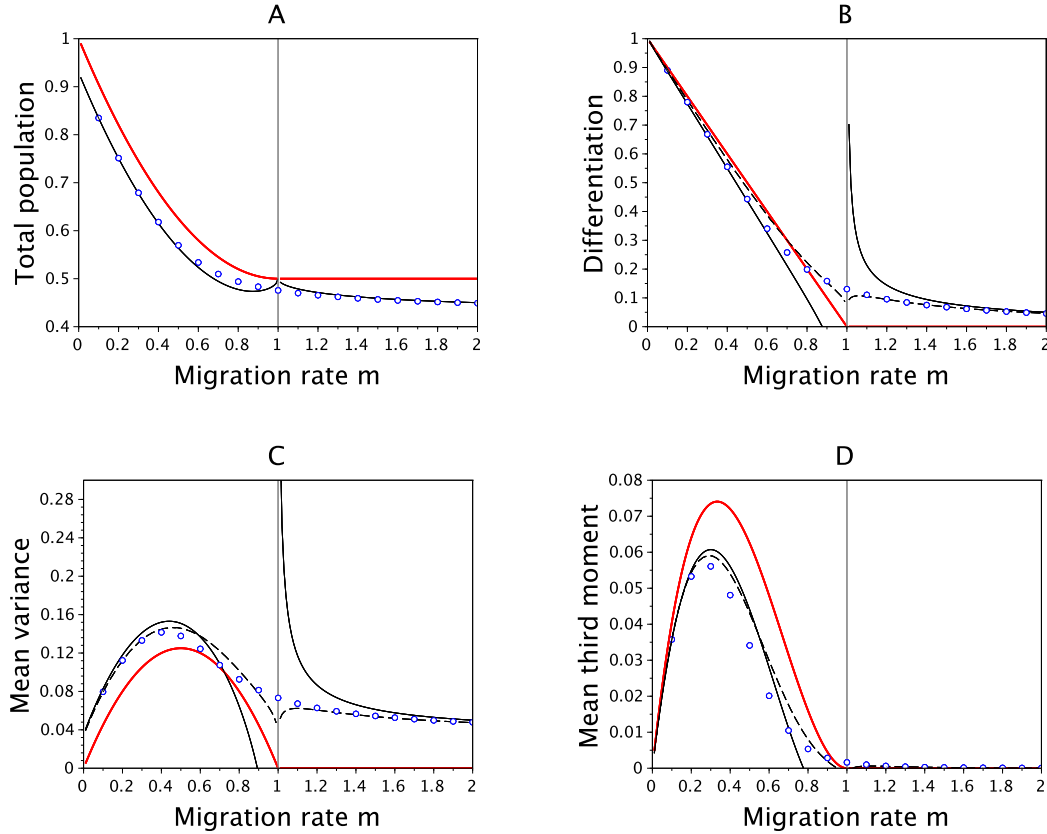 A
1
0.9
0.8
0.7
0.6
0.5
0.4
0 0.2 0.4 0.6 0.8 1 1.2 1.4 1.6 1.8 2
Total population
Migration rate m
B
1
0.9
0.8
0.7
0.6
0.5
0.4
0.3
0.2
0.1
0
0 0.2 0.4 0.6 0.8 1 1.2 1.4 1.6 1.8 2
Differentiation
Migration rate m
C
0.28
0.24
0.2
0.16
0.12
0.08
0.04
0
0 0.2 0.4 0.6 0.8 1 1.2 1.4 1.6 1.8 2
Mean variance
Migration rate m
D
0.08
0.07
0.06
0.05
0.04
0.03
0.02
0.01
0
0 0.2 0.4 0.6 0.8 1 1.2 1.4 1.6 1.8 2
Mean third moment
Migration rate m